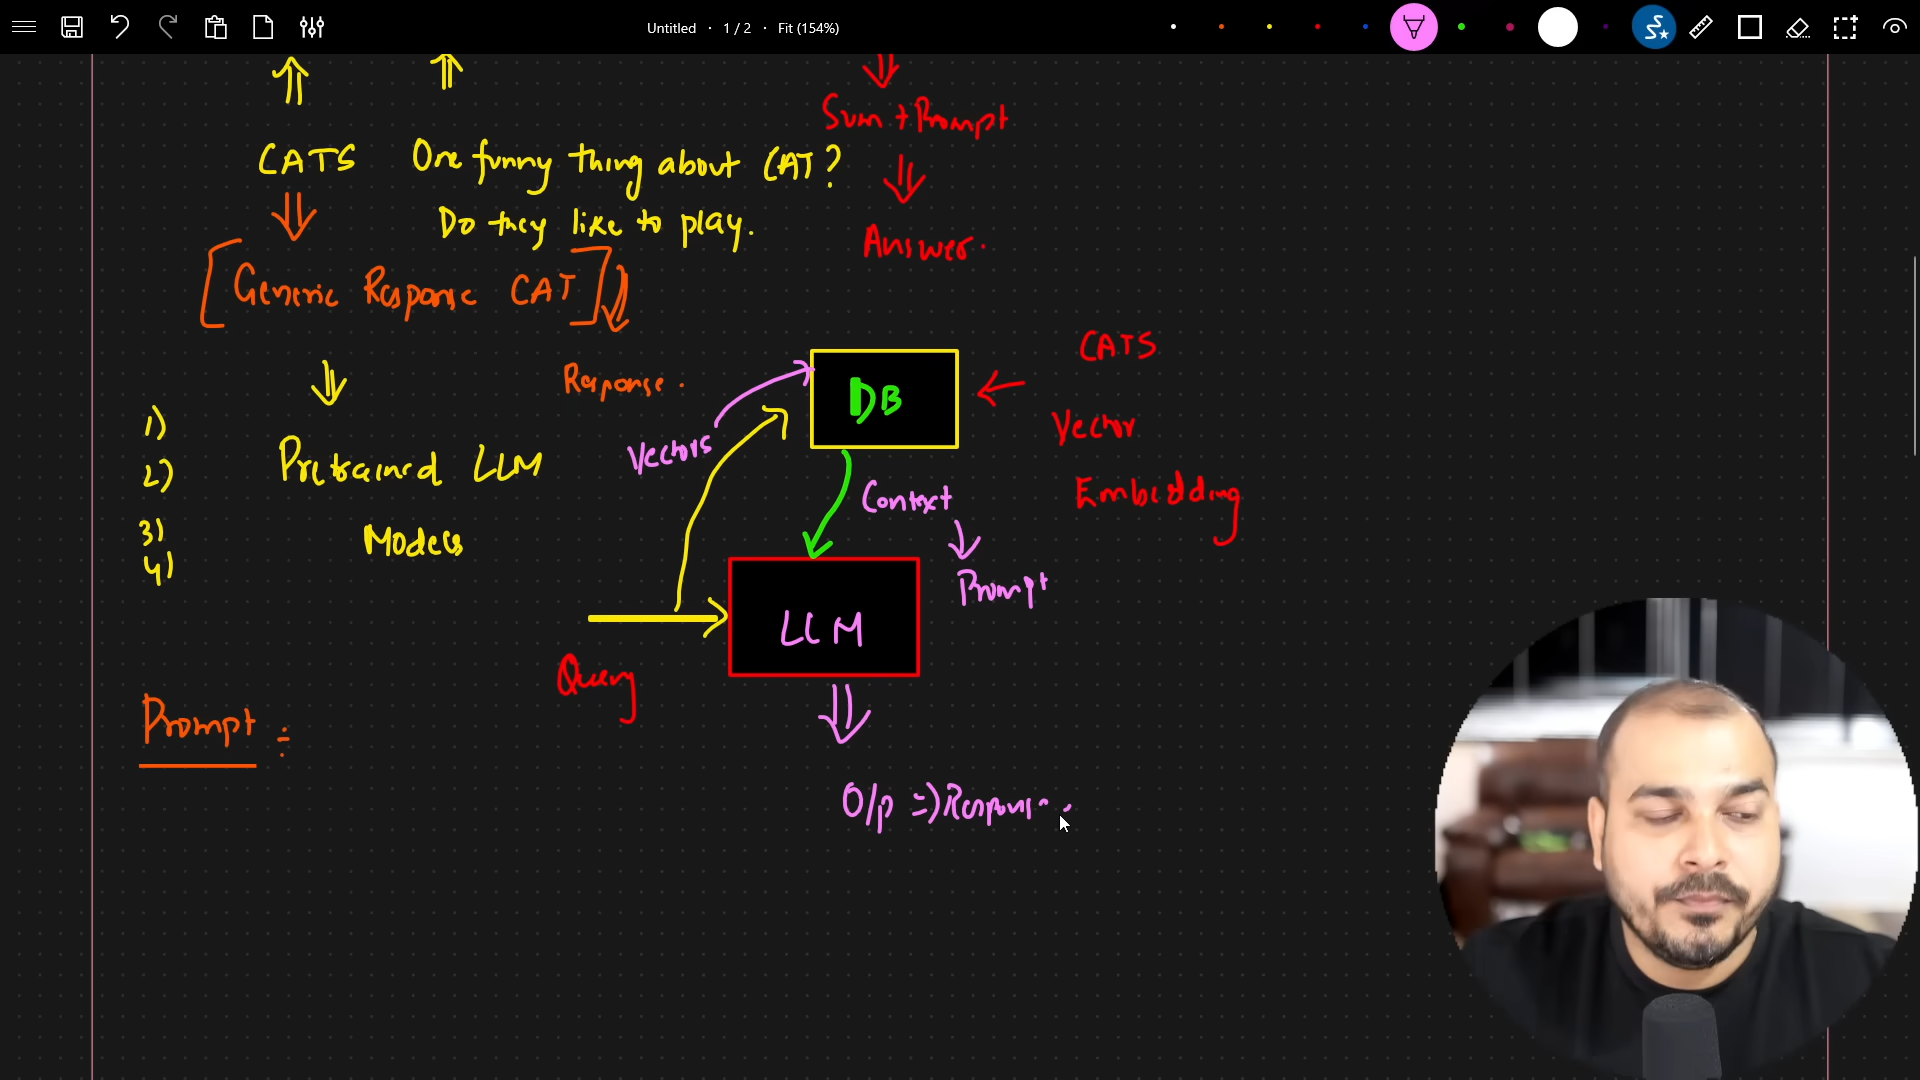 Untitled • 1 / 2 • Fit (154%)
Sum + Prompt
CATS One funny thing about CAT?
Do they like to play.
Answer.
[Generic Response CAT]
CATS
Response.
DB
Vectors
Vector
1)
2)
Pretrained LLM
Context
Embedding
3)
4)
Models
Prompt
LLM
Query
Prompt :
O/p => Response.